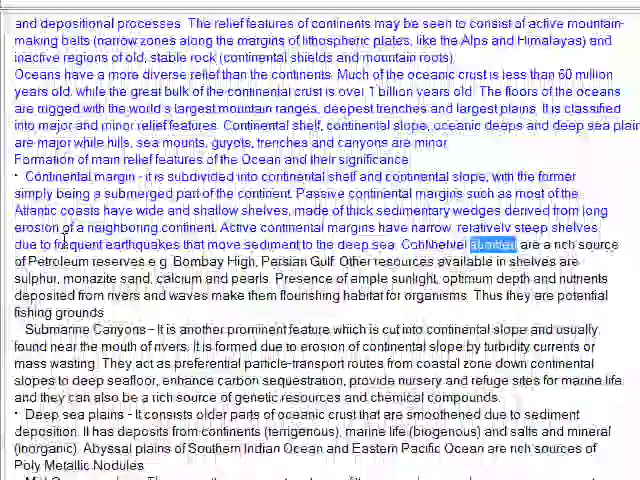 and depositional processes. The relief features of continents may be seen to consist of active mountain-
making belts (narrow zones along the margins of lithospheric plates, like the Alps and Himalayas) and
inactive regions of old, stable rock (continental shields and mountain roots)
Oceans have a more diverse relief than the continents. Much of the oceanic crust is less than 60 million
years old, while the great bulk of the continental crust is over 1 billion years old. The floors of the oceans
are rugged with the world's largest mountain ranges, deepest trenches and largest plains. It is classified
into major and minor relief features. Continental shelf, continental slope, oceanic deeps and deep sea plain
are major while hills, sea mounts, guyots, trenches and canyons are minor
Formation of main relief features of the Ocean and their significance
· Continental margin - it is subdivided into continental shelf and continental slope, with the former
simply being a submerged part of the continent. Passive continental margins such as most of the
Atlantic coasts have wide and shallow shelves, made of thick sedimentary wedges derived from long
erosion of a neighboring continent. Active continental margins have narrow, relatively steep shelves,
due to frequent earthquakes that move sediment to the deep sea. are a rich source
of Petroleum reserves e.g. Bombay High, Persian Gulf. Other resources available in shelves are
sulphur, monazite sand, calcium and pearls. Presence of ample sunlight, optimum depth and nutrients
deposited from rivers and waves make them flourishing habitat for organisms. Thus they are potential
fishing grounds
Submarine Canyons – It is another prominent feature which is cut into continental slope and usually
found near the mouth of rivers. It is formed due to erosion of continental slope by turbidity currents or
mass wasting. They act as preferential particle-transport routes from coastal zone down continental
slopes to deep seafloor, enhance carbon sequestration, provide nursery and refuge sites for marine life
and they can also be a rich source of genetic resources and chemical compounds.
· Deep sea plains - It consists older parts of oceanic crust that are smoothened due to sediment
deposition. It has deposits from continents (terrigenous), marine life (biogenous) and salts and mineral
(inorganic). Abyssal plains of Southern Indian Ocean and Eastern Pacific Ocean are rich sources of
Poly Metallic Nodules